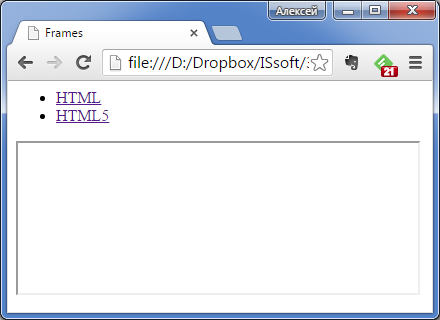 Алексей
Frames
file:///D:/Dropbox/ISsoft/
21
HTML
HTML5